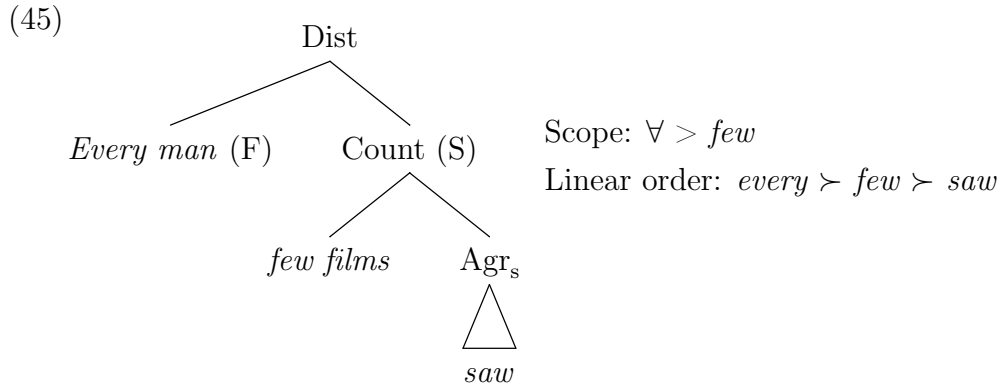 (45)
Dist
Every man (F) Count (S)
Scope: ∀ > few
Linear order: every ≻ few ≻ saw
few films Agrₛ
saw